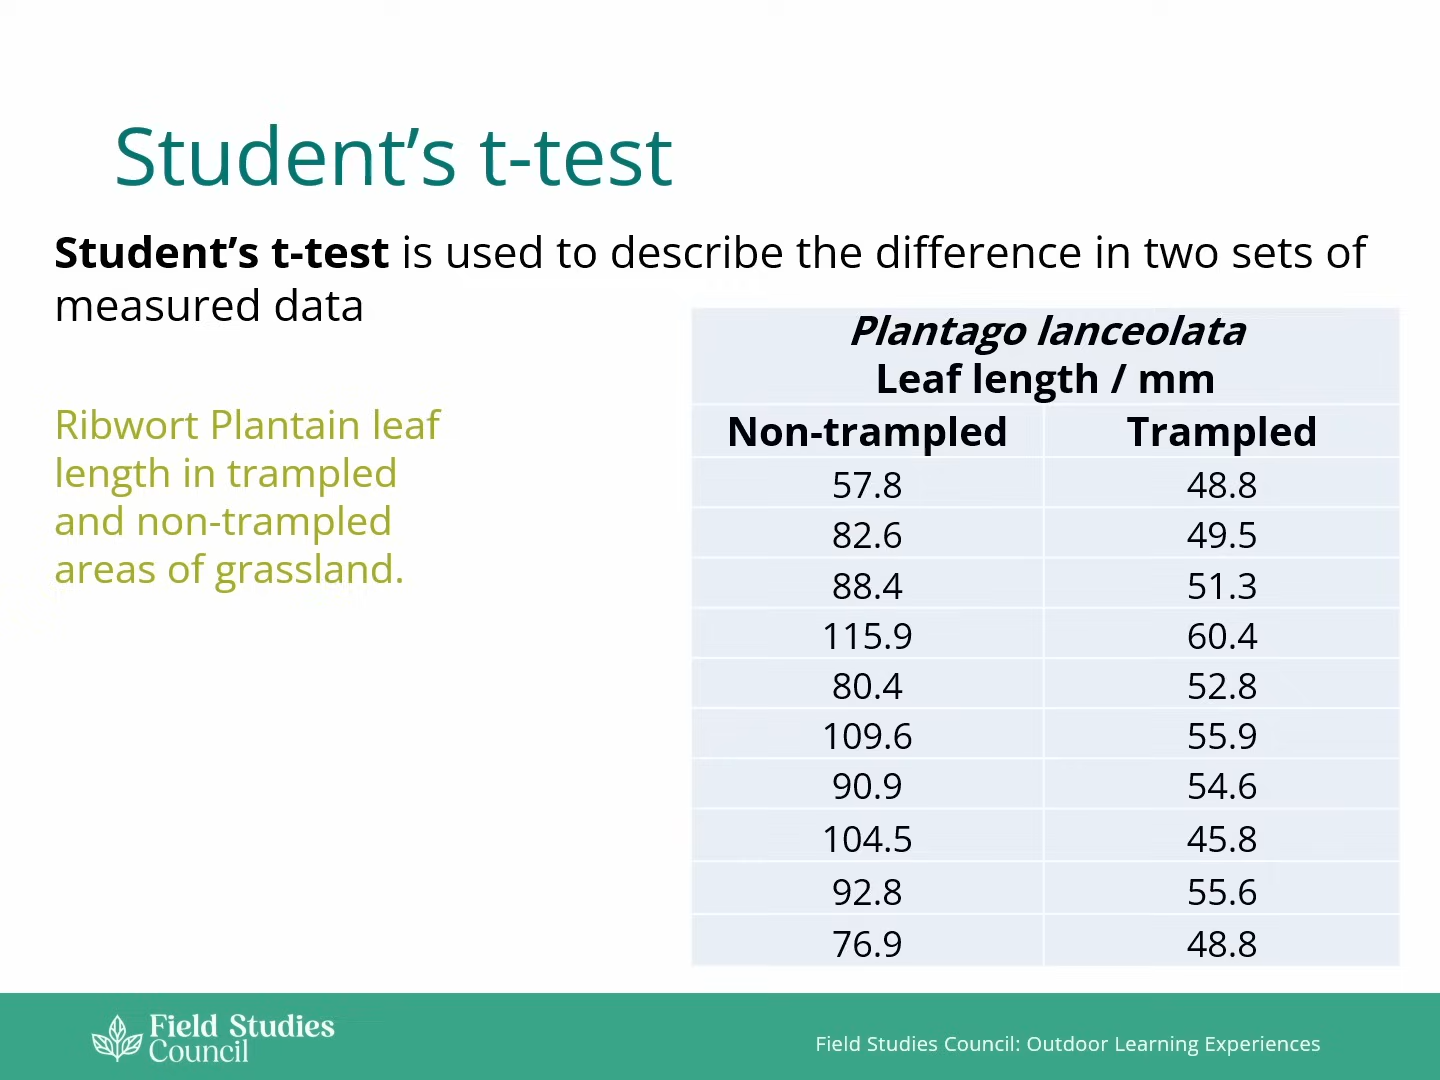 Student’s t-test
Student’s t-test is used to describe the difference in two sets of
measured data
Ribwort Plantain leaf
length in trampled
and non-trampled
areas of grassland.
Plantago lanceolata
Leaf length / mm
Non-trampled Trampled
57.8 48.8
82.6 49.5
88.4 51.3
115.9 60.4
80.4 52.8
109.6 55.9
90.9 54.6
104.5 45.8
92.8 55.6
76.9 48.8
Field Studies
Council
Field Studies Council: Outdoor Learning Experiences